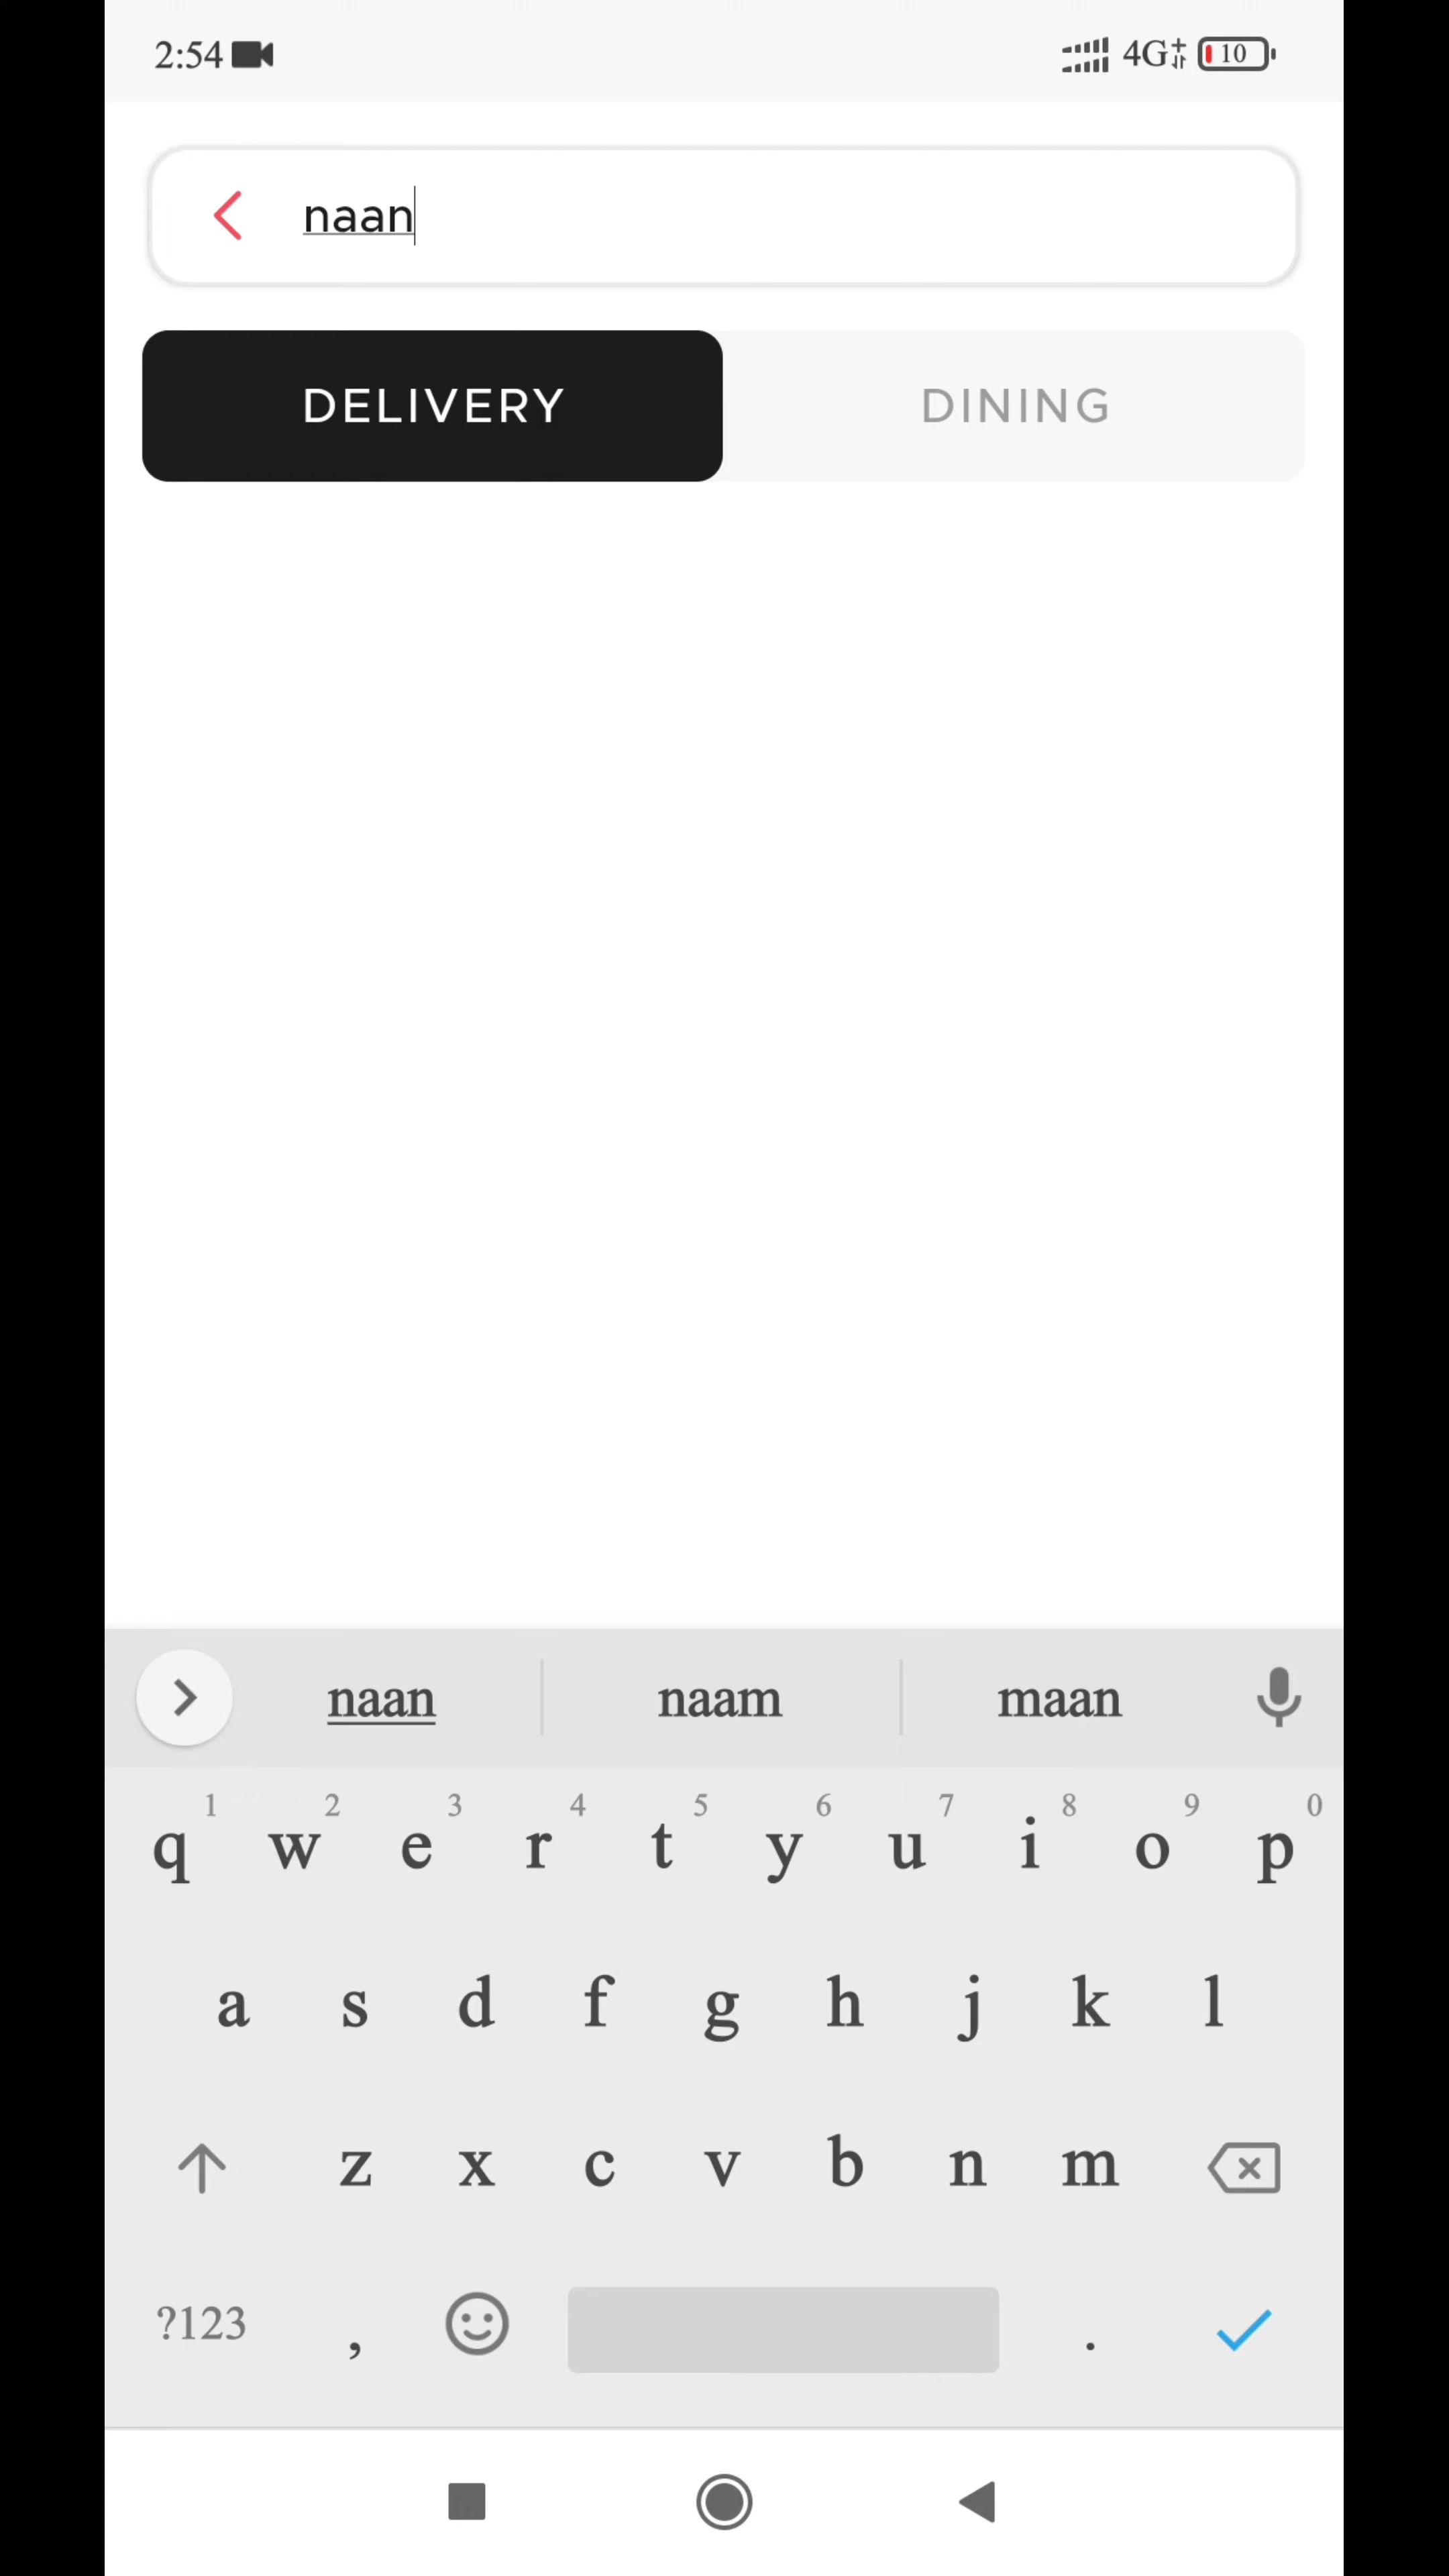 2:54 4G+ 10
naan
DELIVERY DINING
naan naam maan
1 2 3 4 5 6 7 8 9 0
q w e r t y u i o p
a s d f g h j k l
z x c v b n m
?123 , .